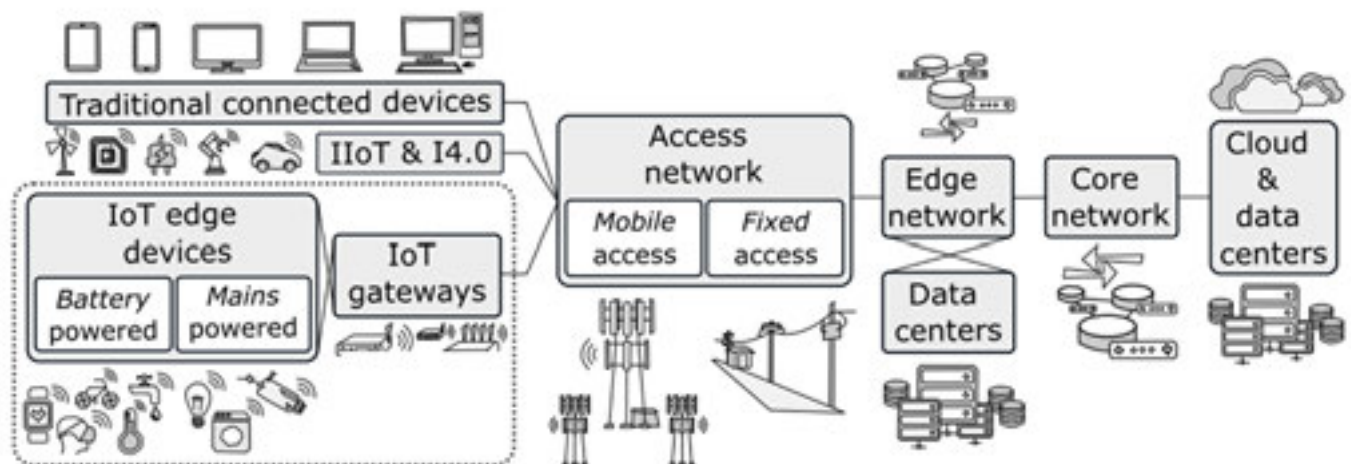 Traditional connected devices
IIoT & I4.0
IoT edge
devices
Battery
powered
Mains
powered
IoT
gateways
Access
network
Mobile
access
Fixed
access
Edge
network
Data
centers
Core
network
Cloud
&
data
centers